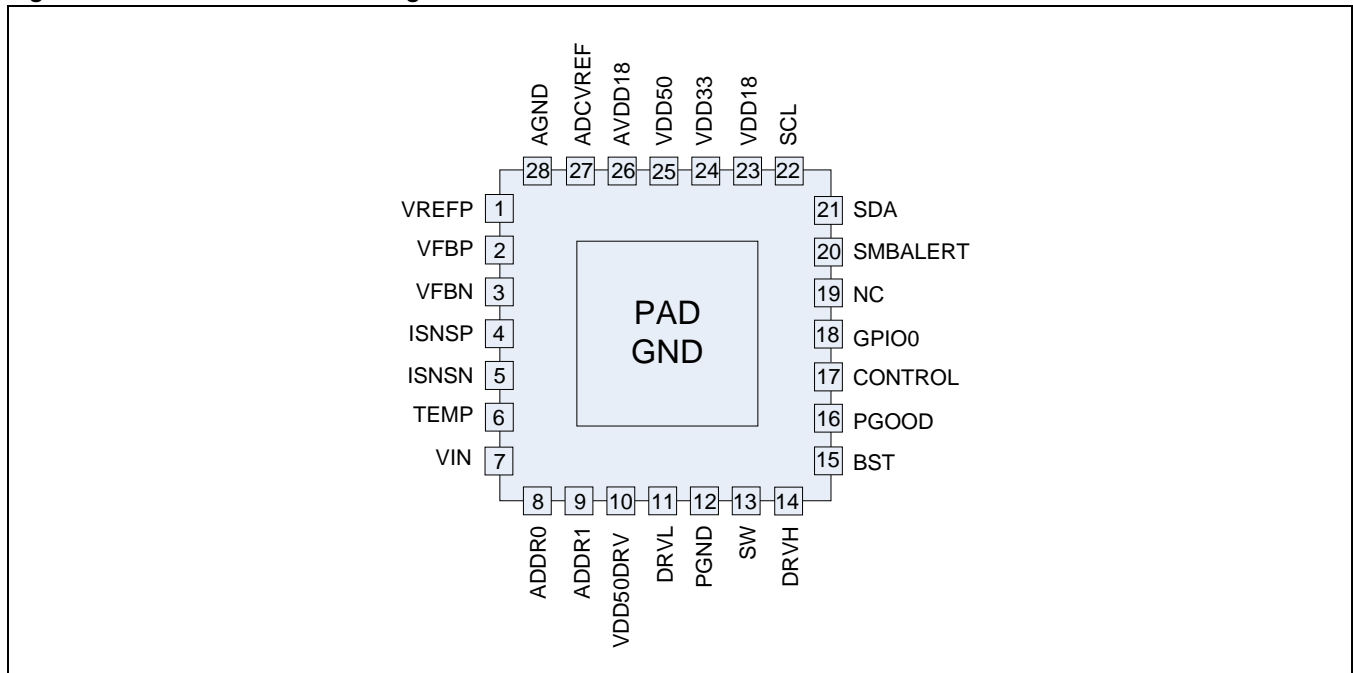 AGND
ADCVREF
AVDD18
VDD50
VDD33
VDD18
SCL
28 27 26 25 24 23 22
VREFP 1
VFBP 2
VFBN 3
ISNSP 4
ISNSN 5
TEMP 6
VIN 7
PAD
GND
21 SDA
20 SMBALERT
19 NC
18 GPIO0
17 CONTROL
16 PGOOD
15 BST
8 9 10 11 12 13 14
ADDR0
ADDR1
VDD50DRV
DRVL
PGND
SW
DRVH